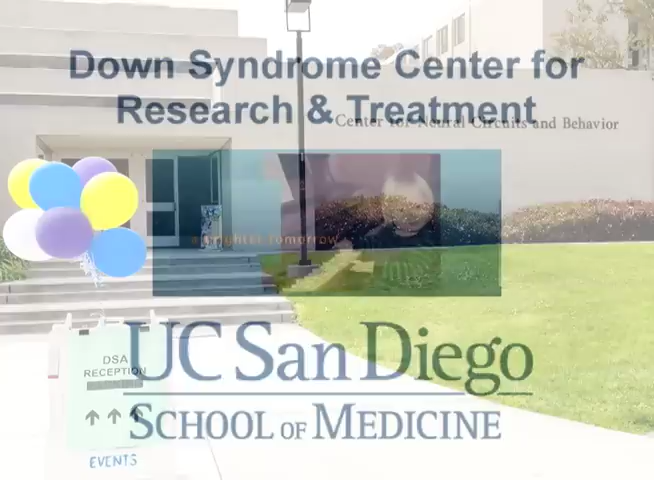 Down Syndrome Center for
Research & Treatment
Center for Neural Circuits and Behavior
a brighter tomorrow
UC San Diego
SCHOOL OF MEDICINE
DSA
RECEPTION
EVENTS